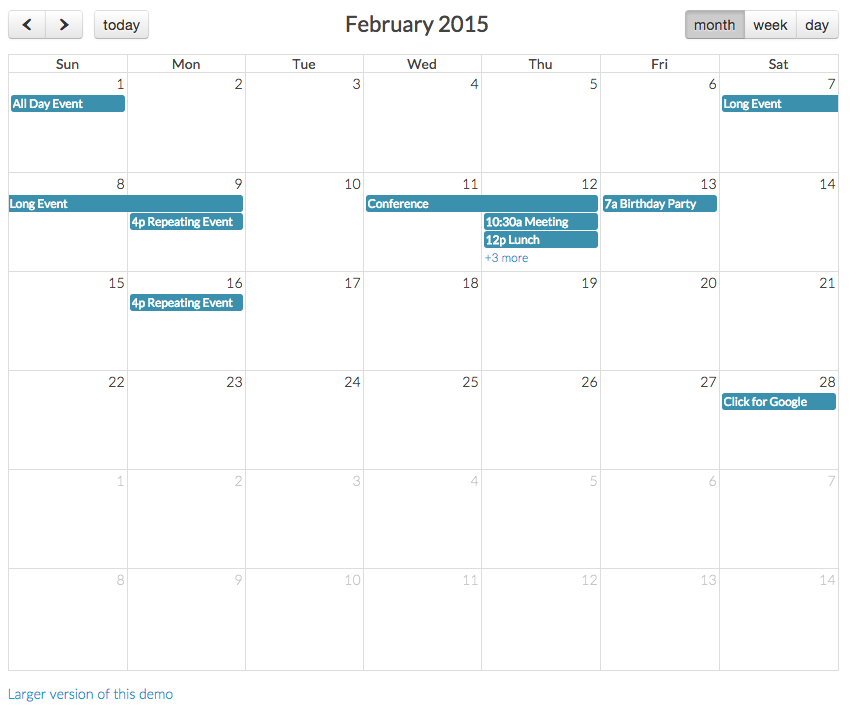 today
February 2015
month week day
Sun Mon Tue Wed Thu Fri Sat
1 2 3 4 5 6 7
All Day Event
Long Event
8 9 10 11 12 13 14
Long Event
Conference
7a Birthday Party
4p Repeating Event
10:30a Meeting
12p Lunch
+3 more
15 16 17 18 19 20 21
4p Repeating Event
22 23 24 25 26 27 28
Click for Google
1 2 3 4 5 6 7
8 9 10 11 12 13 14
Larger version of this demo